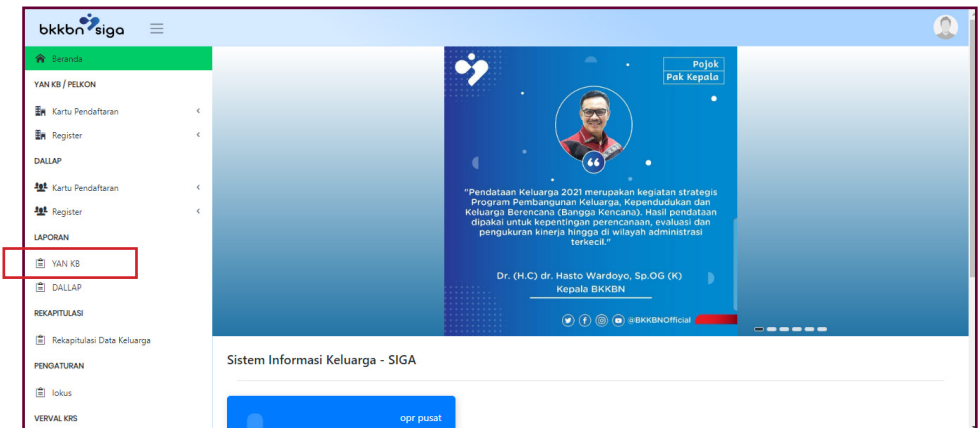 bkkbn siga
Beranda
YAN KB / PELKON
Kartu Pendaftaran
Register
DALLAP
Kartu Pendaftaran
Register
LAPORAN
YAN KB
DALLAP
REKAPITULASI
Rekapitulasi Data Keluarga
PENGATURAN
lokus
VERVAL KRS
Pojok
Pak Kepala
"Pendataan Keluarga 2021 merupakan kegiatan strategis
Program Pembangunan Keluarga, Kependudukan dan
Keluarga Berencana (Bangga Kencana). Hasil pendataan
dipakai untuk kepentingan perencanaan, evaluasi dan
pengukuran kinerja hingga di wilayah administrasi
terkecil."
Dr. (H.C) dr. Hasto Wardoyo, Sp.OG (K)
Kepala BKKBN
@BKKBNOfficial
Sistem Informasi Keluarga - SIGA
opr pusat